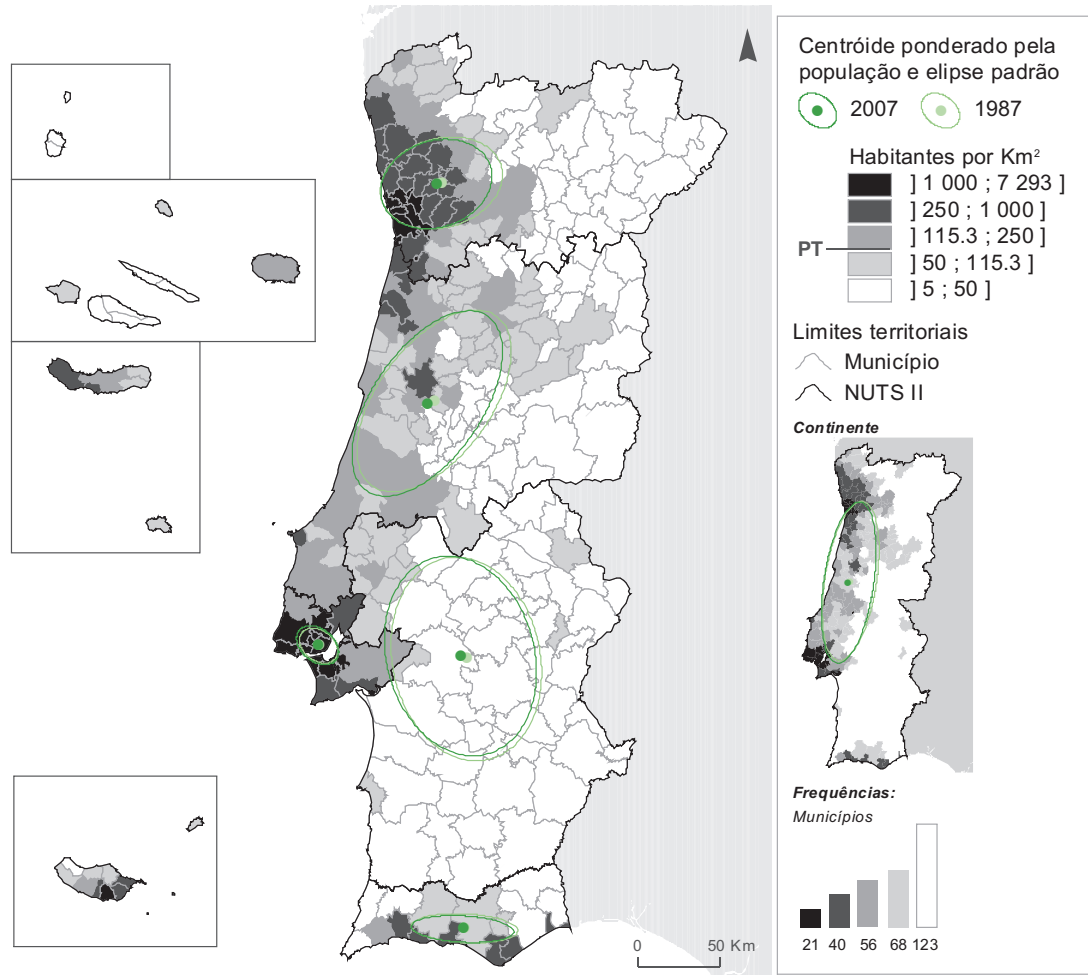 Centróide ponderado pela
população e elipse padrão
2007 1987
Habitantes por Km²
] 1 000 ; 7 293 ]
] 250 ; 1 000 ]
] 115.3 ; 250 ]
PT
] 50 ; 115.3 ]
] 5 ; 50 ]
Limites territoriais
Município
NUTS II
Continente
Frequências:
Municípios
21 40 56 68 123
0 50 Km